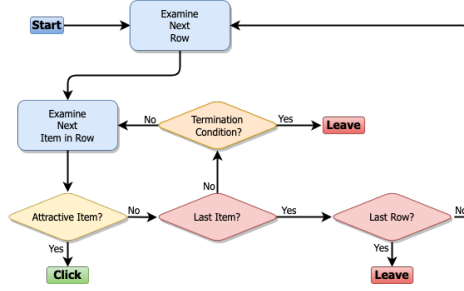 Start
Examine
Next
Row
Examine
Next
Item in Row
No
Termination
Condition?
Yes
Leave
No
Attractive Item?
No
Last Item?
Yes
Last Row?
No
Yes
Click
Yes
Leave